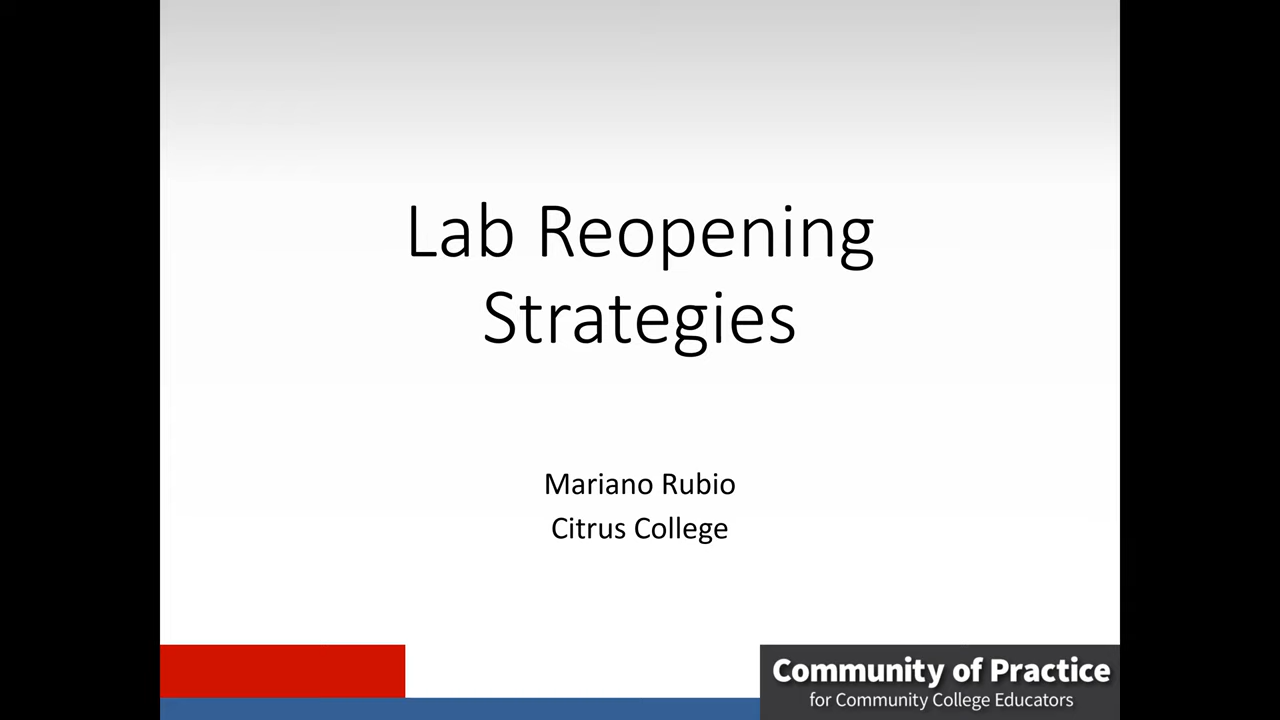 Lab Reopening
Strategies
Mariano Rubio
Citrus College
Community of Practice
for Community College Educators